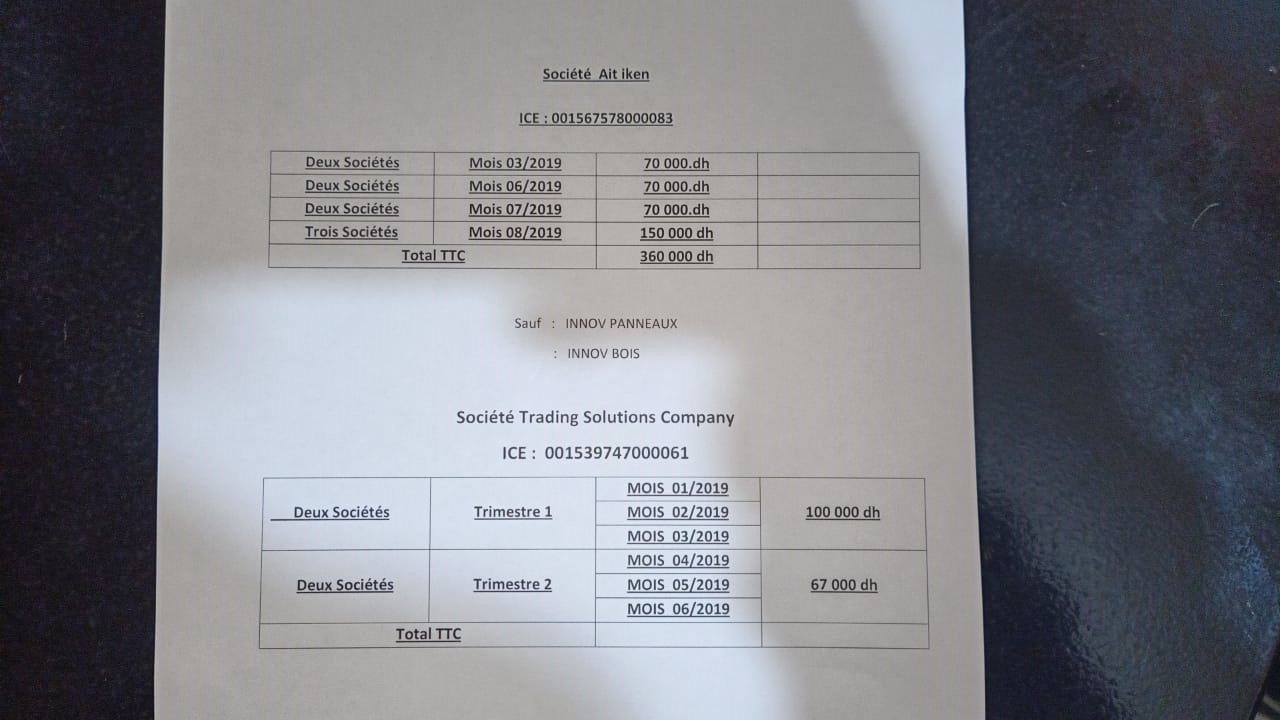 Société Ait iken
ICE : 001567578000083
Deux Sociétés Mois 03/2019 70 000.dh
Deux Sociétés Mois 06/2019 70 000.dh
Deux Sociétés Mois 07/2019 70 000.dh
Trois Sociétés Mois 08/2019 150 000 dh
Total TTC 360 000 dh
Sauf : INNOV PANNEAUX
: INNOV BOIS
Société Trading Solutions Company
ICE : 001539747000061
MOIS 01/2019
Deux Sociétés Trimestre 1 MOIS 02/2019 100 000 dh
MOIS 03/2019
MOIS 04/2019
Deux Sociétés Trimestre 2 MOIS 05/2019 67 000 dh
MOIS 06/2019
Total TTC